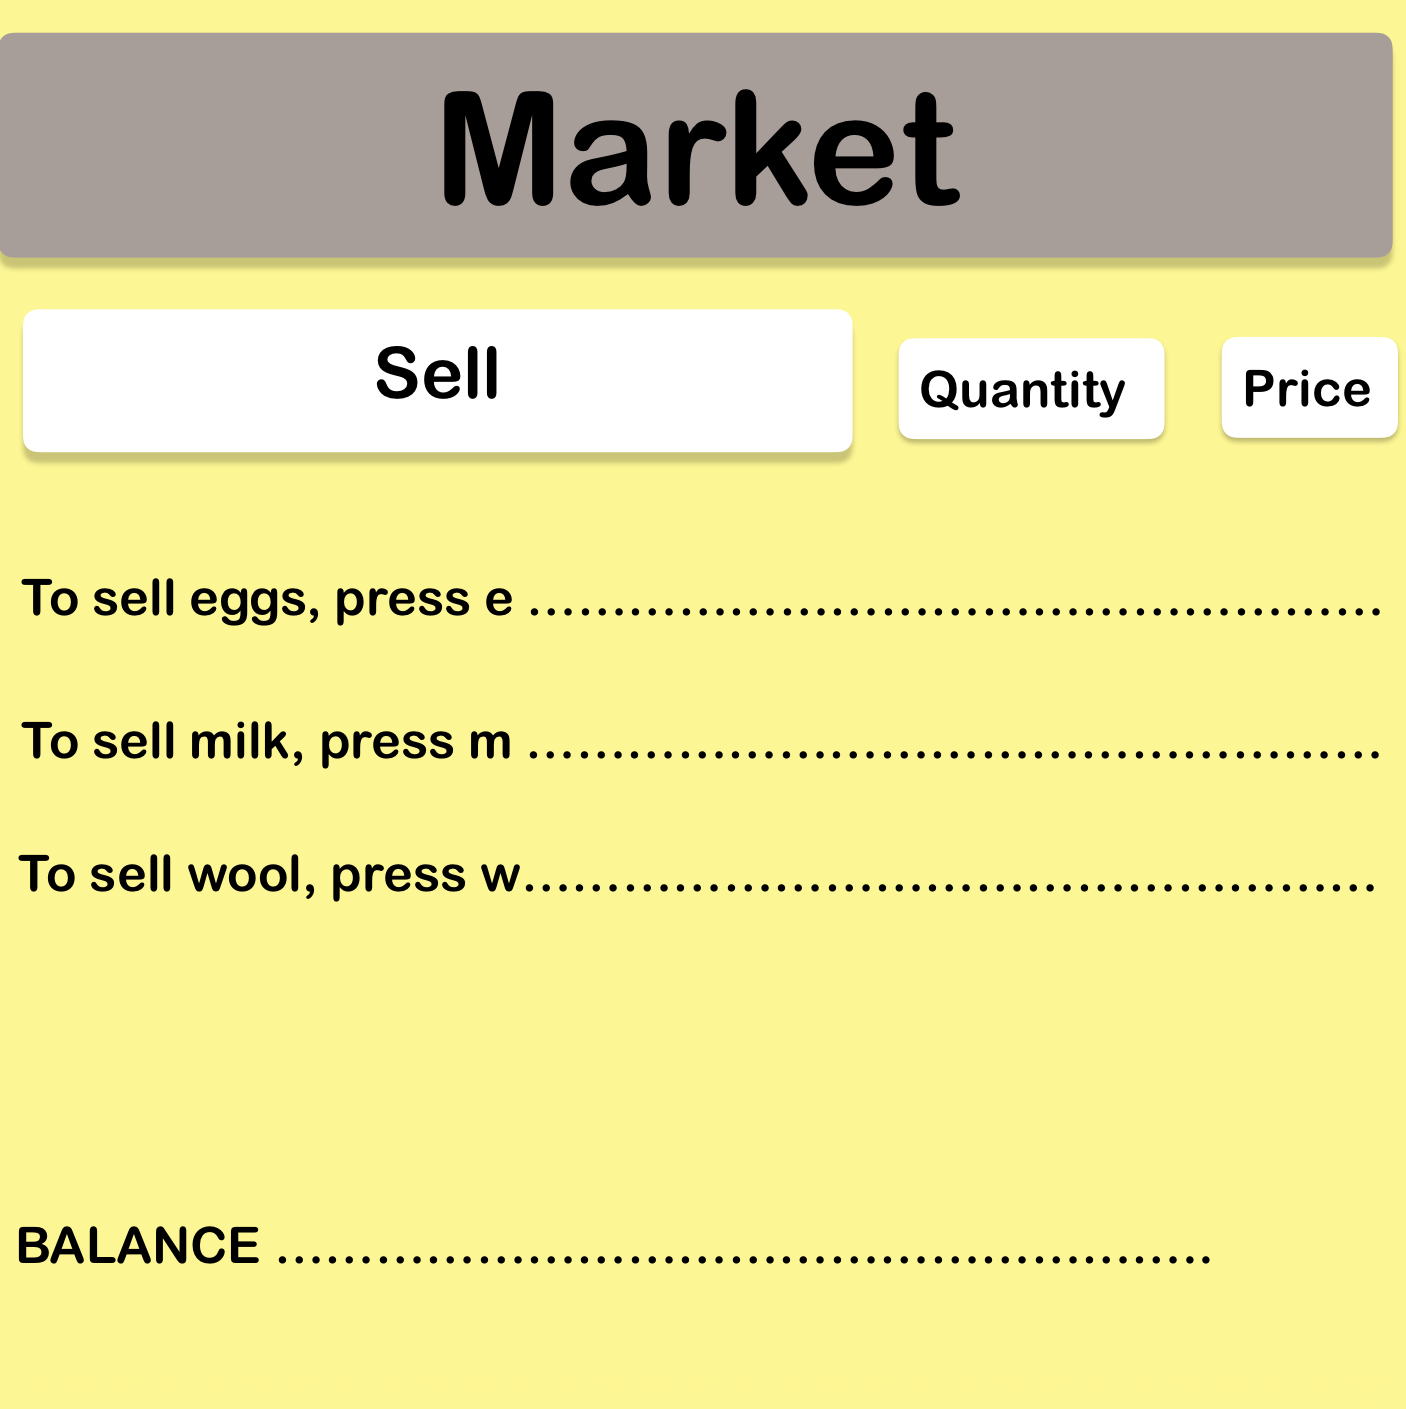 Market
Sell Quantity Price
To sell eggs, press e ...................................................
To sell milk, press m ...................................................
To sell wool, press w...................................................
BALANCE ........................................................